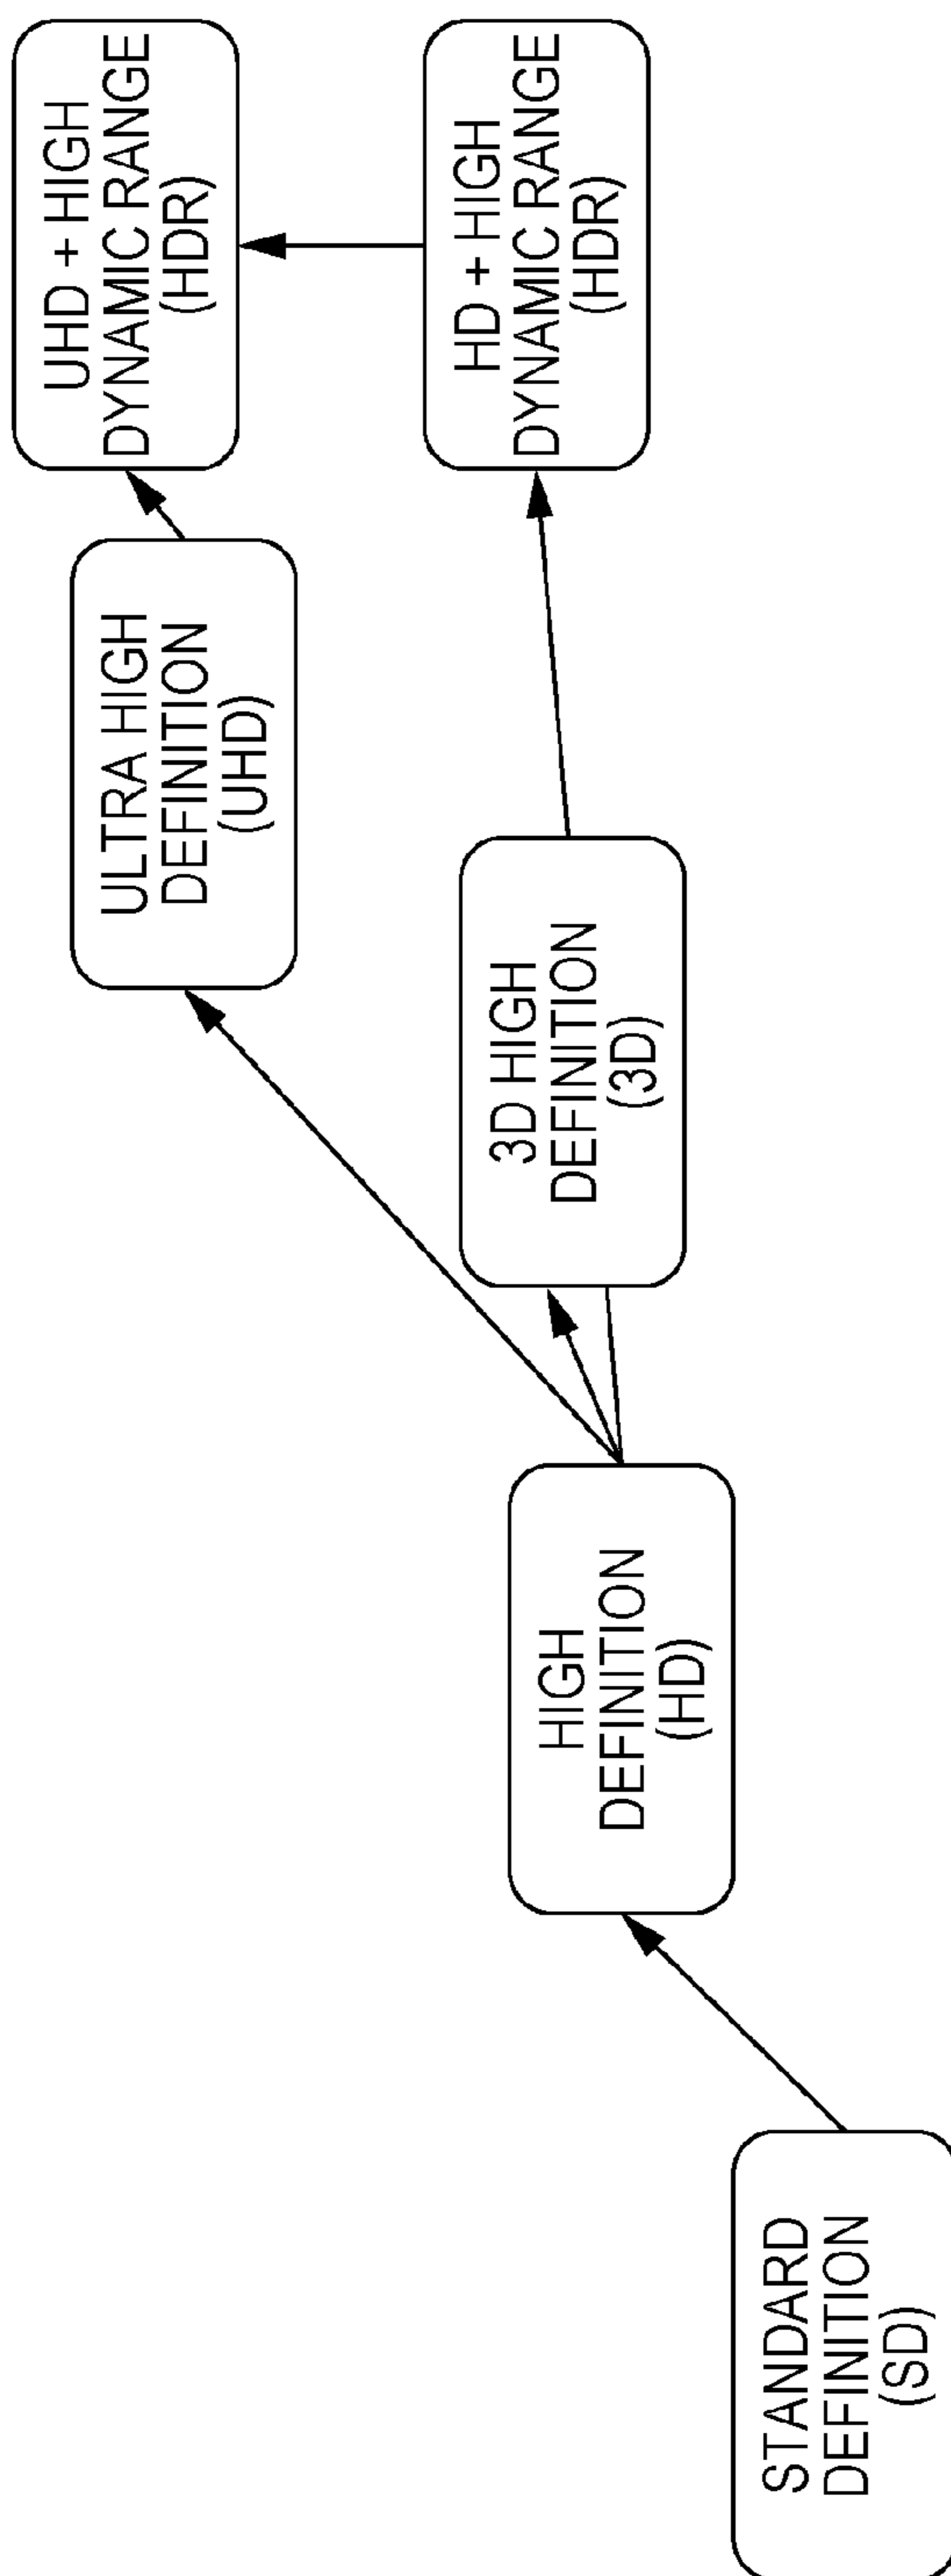 STANDARD
DEFINITION
(SD)
HIGH
DEFINITION
(HD)
3D HIGH
DEFINITION
(3D)
ULTRA HIGH
DEFINITION
(UHD)
UHD + HIGH
DYNAMIC RANGE
(HDR)
HD + HIGH
DYNAMIC RANGE
(HDR)